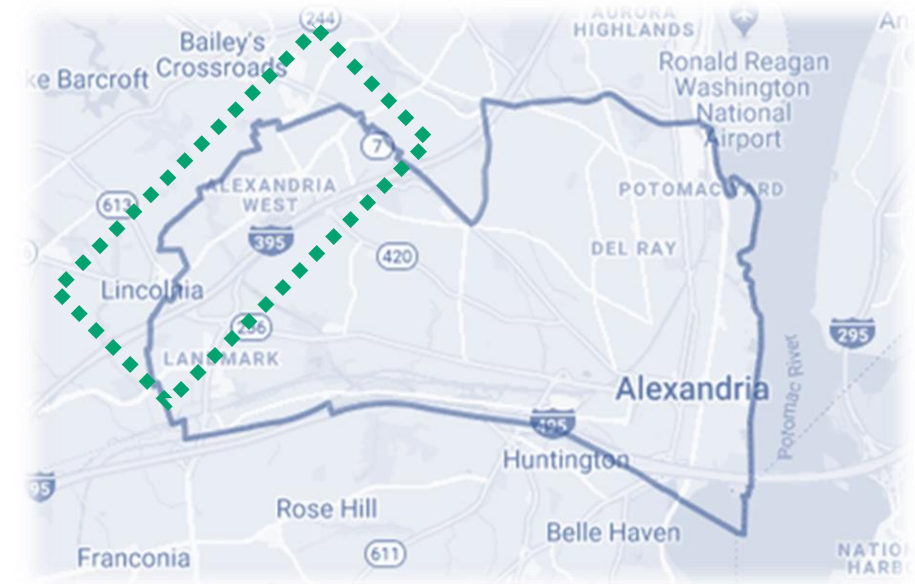 244
AURORA
HIGHLANDS
An
Bailey's
Crossroads
ke Barcroft
Ronald Reagan
Washington
National
Airport
7
ALEXANDRIA
WEST
POTOMAC YARD
613
395
420
DEL RAY
Lincolnia
236
LANDMARK
295
Alexandria
Potomac River
495
Huntington
95
Rose Hill
Belle Haven
Franconia
611
NATIO
HARB